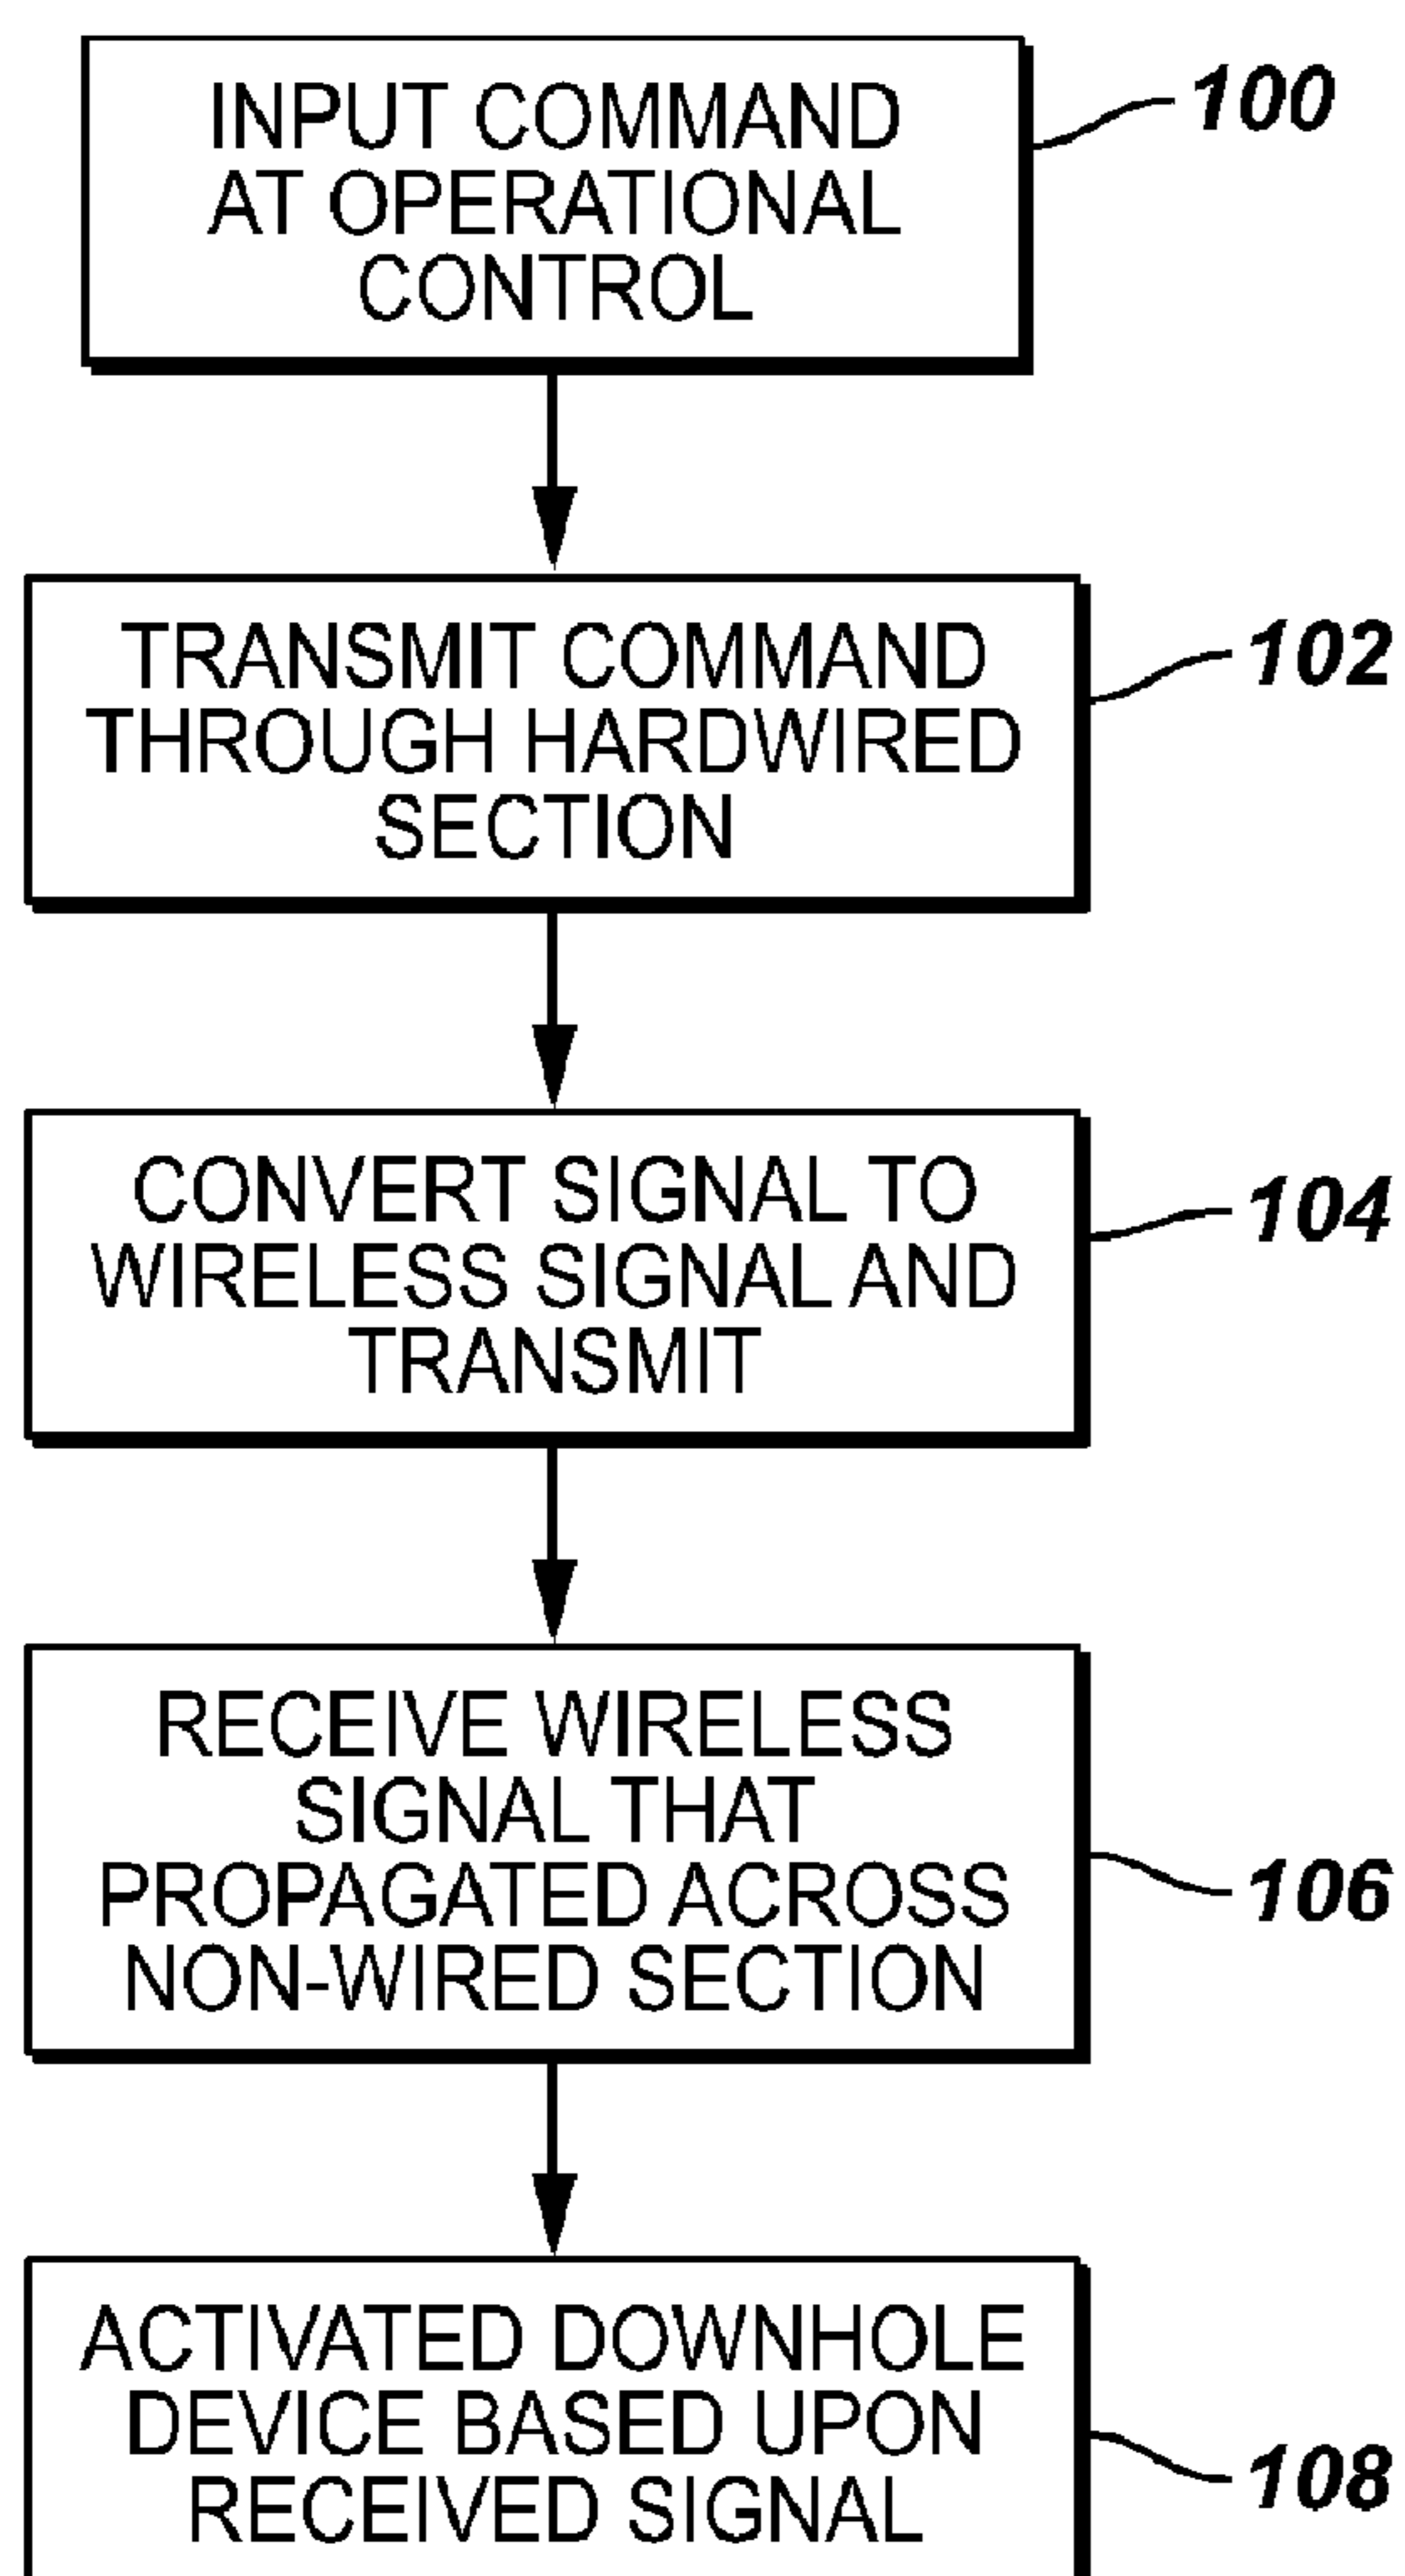 INPUT COMMAND
AT OPERATIONAL
CONTROL
100
TRANSMIT COMMAND
THROUGH HARDWIRED
SECTION
102
CONVERT SIGNAL TO
WIRELESS SIGNAL AND
TRANSMIT
104
RECEIVE WIRELESS
SIGNAL THAT
PROPAGATED ACROSS
NON-WIRED SECTION
106
ACTIVATED DOWNHOLE
DEVICE BASED UPON
RECEIVED SIGNAL
108